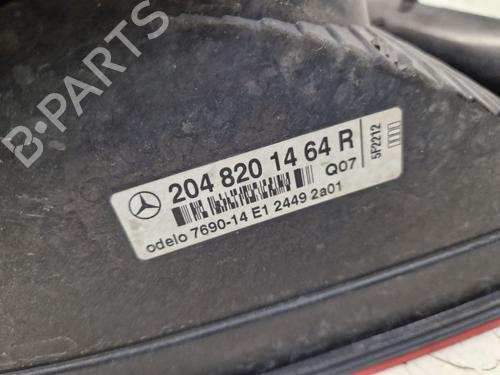 B-PARTS
204 820 14 64 R
Q07
5P2212
odelo 7690-14 E1 2449 2a01